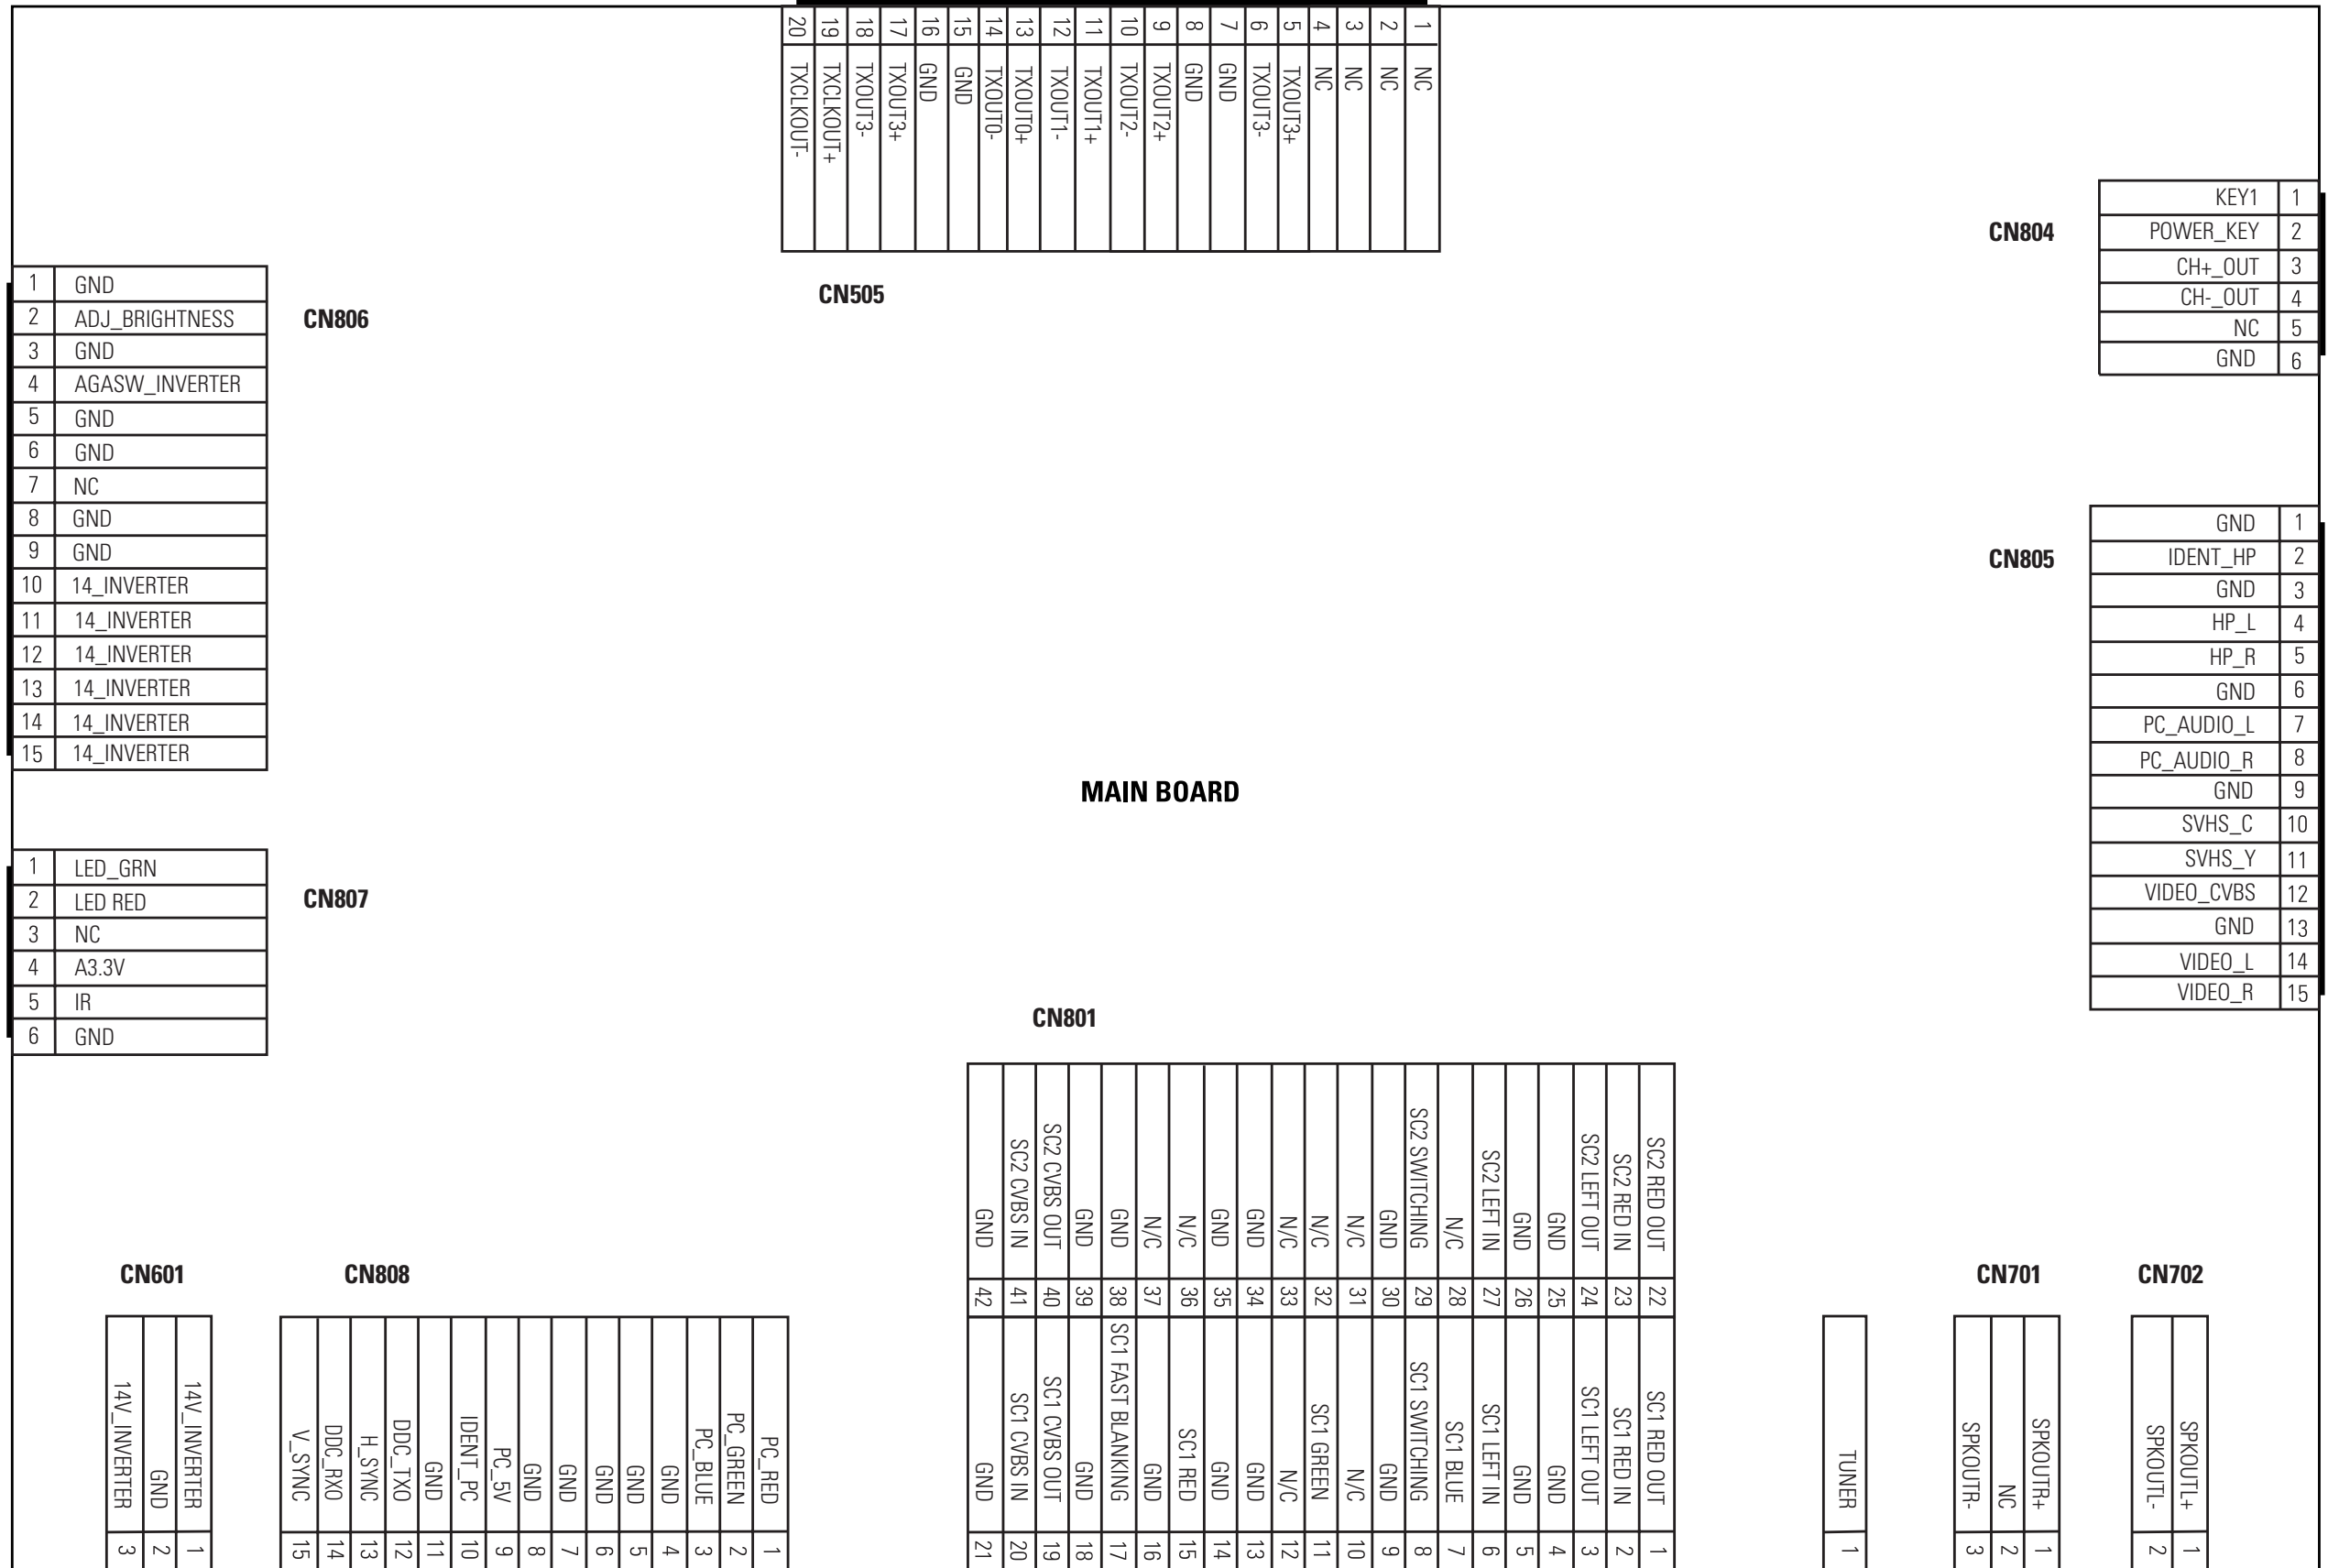 20 TXCLKOUT-
19 TXCLKOUT+
18 TXOUT3-
17 TXOUT3+
16 GND
15 GND
14 TXOUT0-
13 TXOUT0+
12 TXOUT1-
11 TXOUT1+
10 TXOUT2-
9 TXOUT2+
8 GND
7 GND
6 TXOUT3-
5 TXOUT3+
4 NC
3 NC
2 NC
1 NC
CN505
CN804
KEY1 1
POWER_KEY 2
CH+_OUT 3
CH-_OUT 4
NC 5
GND 6
CN806
1 GND
2 ADJ_BRIGHTNESS
3 GND
4 AGASW_INVERTER
5 GND
6 GND
7 NC
8 GND
9 GND
10 14_INVERTER
11 14_INVERTER
12 14_INVERTER
13 14_INVERTER
14 14_INVERTER
15 14_INVERTER
CN805
GND 1
IDENT_HP 2
GND 3
HP_L 4
HP_R 5
GND 6
PC_AUDIO_L 7
PC_AUDIO_R 8
GND 9
SVHS_C 10
SVHS_Y 11
VIDEO_CVBS 12
GND 13
VIDEO_L 14
VIDEO_R 15
MAIN BOARD
CN807
1 LED_GRN
2 LED RED
3 NC
4 A3.3V
5 IR
6 GND
CN801
GND 42
SC2 CVBS IN 41
SC2 CVBS OUT 40
GND 39
GND 38
N/C 37
N/C 36
GND 35
GND 34
N/C 33
N/C 32
N/C 31
GND 30
SC2 SWITCHING 29
N/C 28
SC2 LEFT IN 27
GND 26
GND 25
SC2 LEFT OUT 24
SC2 RED IN 23
SC2 RED OUT 22
GND 21
SC1 CVBS IN 20
SC1 CVBS OUT 19
GND 18
SC1 FAST BLANKING 17
GND 16
SC1 RED 15
GND 14
GND 13
N/C 12
SC1 GREEN 11
N/C 10
GND 9
SC1 SWITCHING 8
SC1 BLUE 7
SC1 LEFT IN 6
GND 5
GND 4
SC1 LEFT OUT 3
SC1 RED IN 2
SC1 RED OUT 1
CN601
14V_INVERTER 3
GND 2
14V_INVERTER 1
CN808
V_SYNC 15
DDC_RX0 14
H_SYNC 13
DDC_TX0 12
GND 11
IDENT_PC 10
PC_5V 9
GND 8
GND 7
GND 6
GND 5
GND 4
PC_BLUE 3
PC_GREEN 2
PC_RED 1
TUNER 1
CN701
SPKOUTR- 3
NC 2
SPKOUTR+ 1
CN702
SPKOUTL- 2
SPKOUTL+ 1